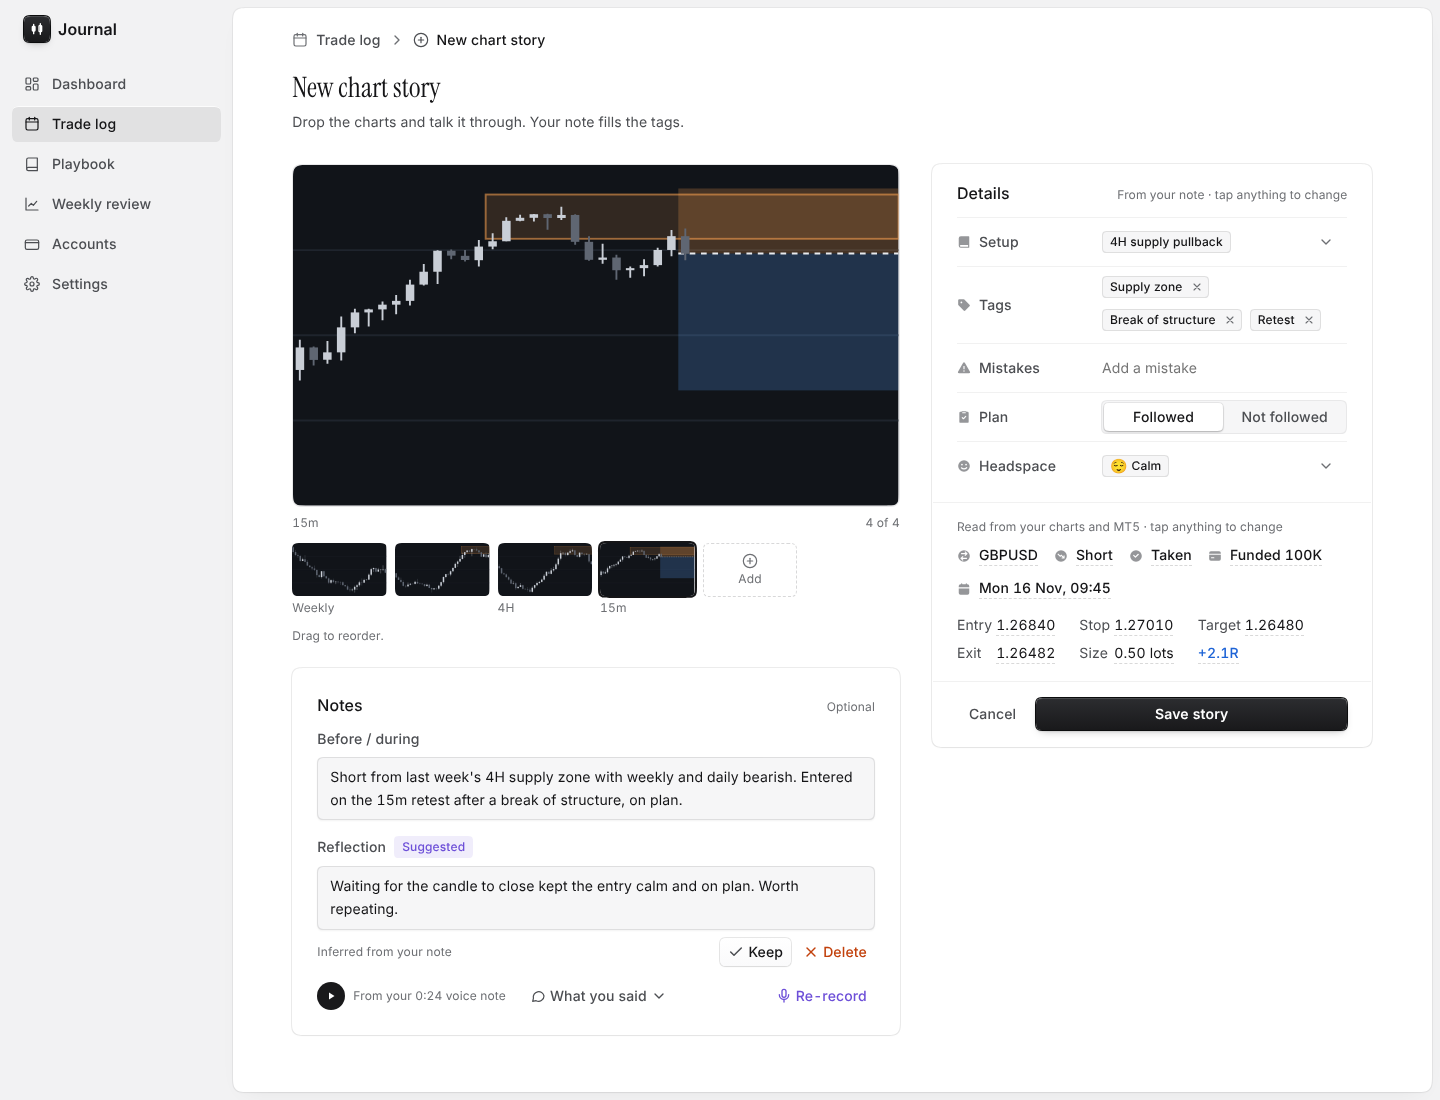 Journal
Dashboard
Trade log
Playbook
Weekly review
Accounts
Settings
Trade log
New chart story
New chart story
Drop the charts and talk it through. Your note fills the tags.
15m
4 of 4
Add
Weekly
4H
15m
Drag to reorder.
Notes
Optional
Before / during
Short from last week's 4H supply zone with weekly and daily bearish. Entered
on the 15m retest after a break of structure, on plan.
Reflection
Suggested
Waiting for the candle to close kept the entry calm and on plan. Worth
repeating.
Inferred from your note
Keep
Delete
From your 0:24 voice note
What you said
Re-record
Details
From your note · tap anything to change
Setup
4H supply pullback
Tags
Supply zone
Break of structure
Retest
Mistakes
Add a mistake
Plan
Followed
Not followed
Headspace
Calm
Read from your charts and MT5 · tap anything to change
GBPUSD
Short
Taken
Funded 100K
Mon 16 Nov, 09:45
Entry 1.26840
Stop 1.27010
Target 1.26480
Exit 1.26482
Size 0.50 lots
+2.1R
Cancel
Save story